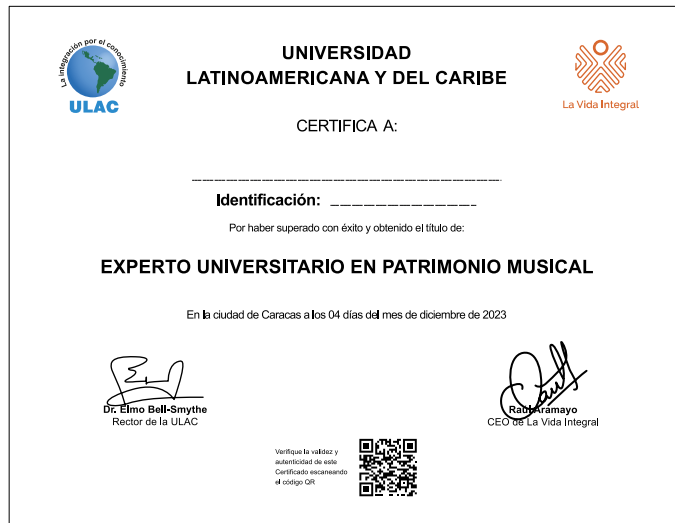 La integración por el conocimiento
ULAC
UNIVERSIDAD
LATINOAMERICANA Y DEL CARIBE
La Vida Integral
CERTIFICA A:
Identificación:
Por haber superado con éxito y obtenido el título de:
EXPERTO UNIVERSITARIO EN PATRIMONIO MUSICAL
En la ciudad de Caracas a los 04 días del mes de diciembre de 2023
Dr. Elmo Bell-Smythe
Rector de la ULAC
Raúl Aramayo
CEO de La Vida Integral
Verifique la validez y
autenticidad de este
Certificado escaneando
el código QR